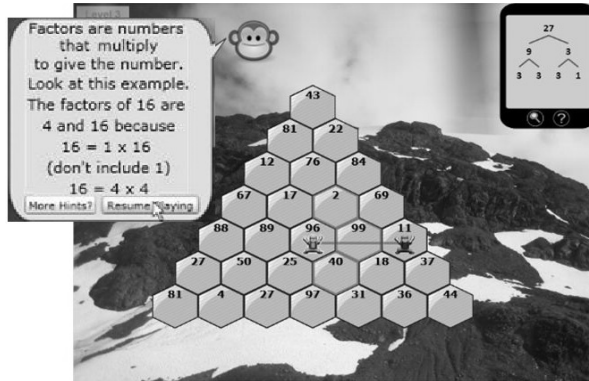 Level 3
Factors are numbers
that multiply
to give the number.
Look at this example.
The factors of 16 are
4 and 16 because
16 = 1 x 16
(don't include 1)
16 = 4 x 4
More Hints?
Resume Playing
27
9 3
3 3 3 1
?
43
81 22
12 76 84
67 17 2 69
88 89 96 99 11
27 50 25 40 18 37
81 4 27 97 31 36 44